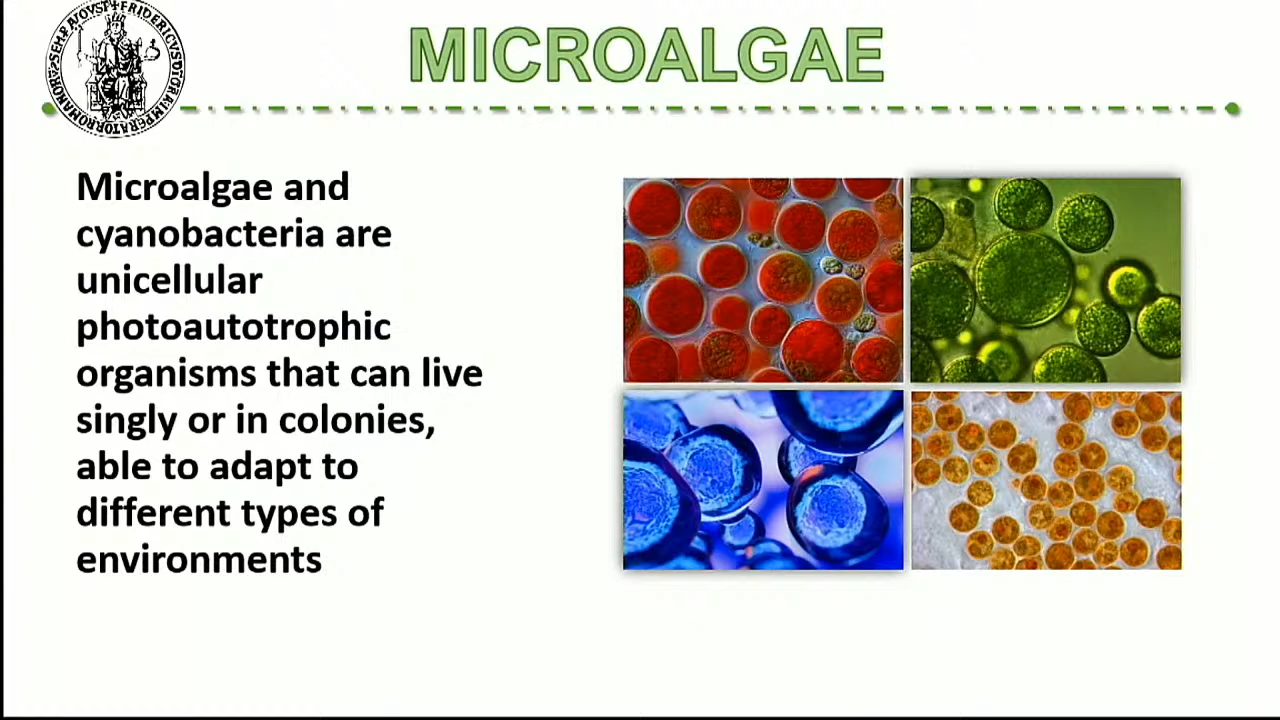 MICROALGAE
Microalgae and
cyanobacteria are
unicellular
photoautotrophic
organisms that can live
singly or in colonies,
able to adapt to
different types of
environments